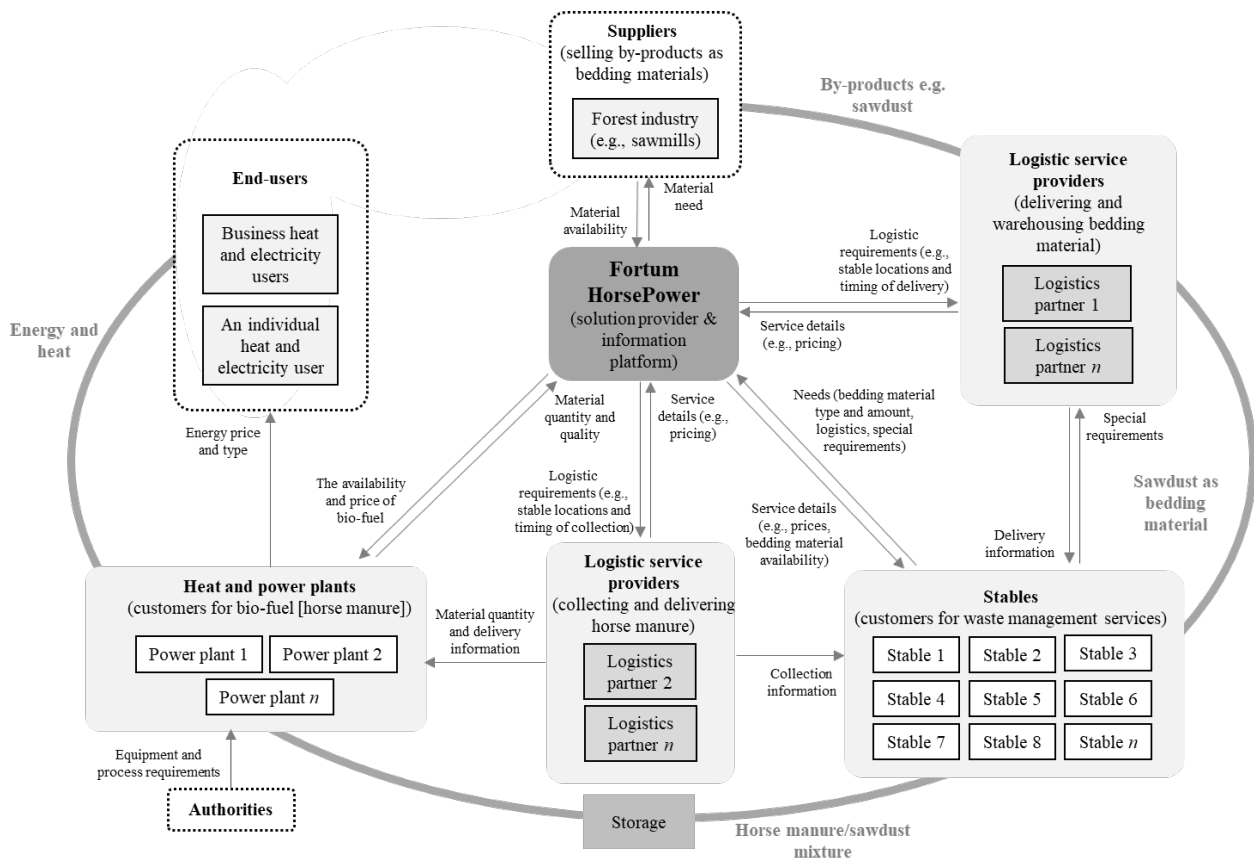 Suppliers
(selling by-products as
bedding materials)
Forest industry
(e.g., sawmills)
By-products e.g.
sawdust
End-users
Business heat
and electricity
users
An individual
heat and
electricity user
Material
availability
Material
need
Logistic service
providers
(delivering and
warehousing bedding
material)
Logistics
partner 1
Logistics
partner n
Logistic
requirements (e.g.,
stable locations and
timing of delivery)
Service details
(e.g., pricing)
Fortum
HorsePower
(solution provider &
information
platform)
Energy and
heat
Energy price
and type
Material
quantity and
quality
Service
details (e.g.,
pricing)
Needs (bedding material
type and amount,
logistics, special
requirements)
Special
requirements
The availability
and price of
bio-fuel
Logistic
requirements (e.g.,
stable locations and
timing of collection)
Service details
(e.g., prices,
bedding material
availability)
Delivery
information
Sawdust as
bedding
material
Heat and power plants
(customers for bio-fuel [horse manure])
Power plant 1
Power plant 2
Power plant n
Material quantity
and delivery
information
Logistic service
providers
(collecting and delivering
horse manure)
Logistics
partner 2
Logistics
partner n
Collection
information
Stables
(customers for waste management services)
Stable 1
Stable 2
Stable 3
Stable 4
Stable 5
Stable 6
Stable 7
Stable 8
Stable n
Equipment and
process requirements
Authorities
Storage
Horse manure/sawdust
mixture